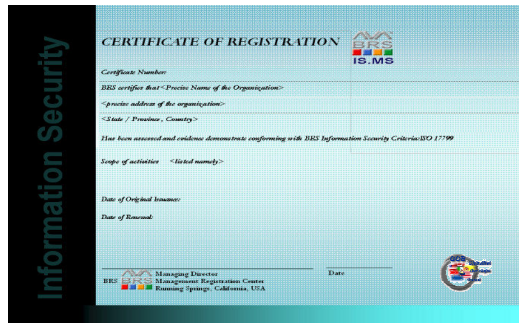 Information Security
CERTIFICATE OF REGISTRATION
BRS
IS.MS
Certificate Number:
BRS certifies that <Precise Name of the Organization>
<precise address of the organization>
<State / Province , Country>
Has been assessed and evidence demonstrate conforming with BRS Information Security Criteria:ISO 17799
Scope of activities <listed namely>
Date of Original Issuance:
Date of Renewal:
Managing Director
BRS BRS Management Registration Center
Running Springs, California, USA
Date